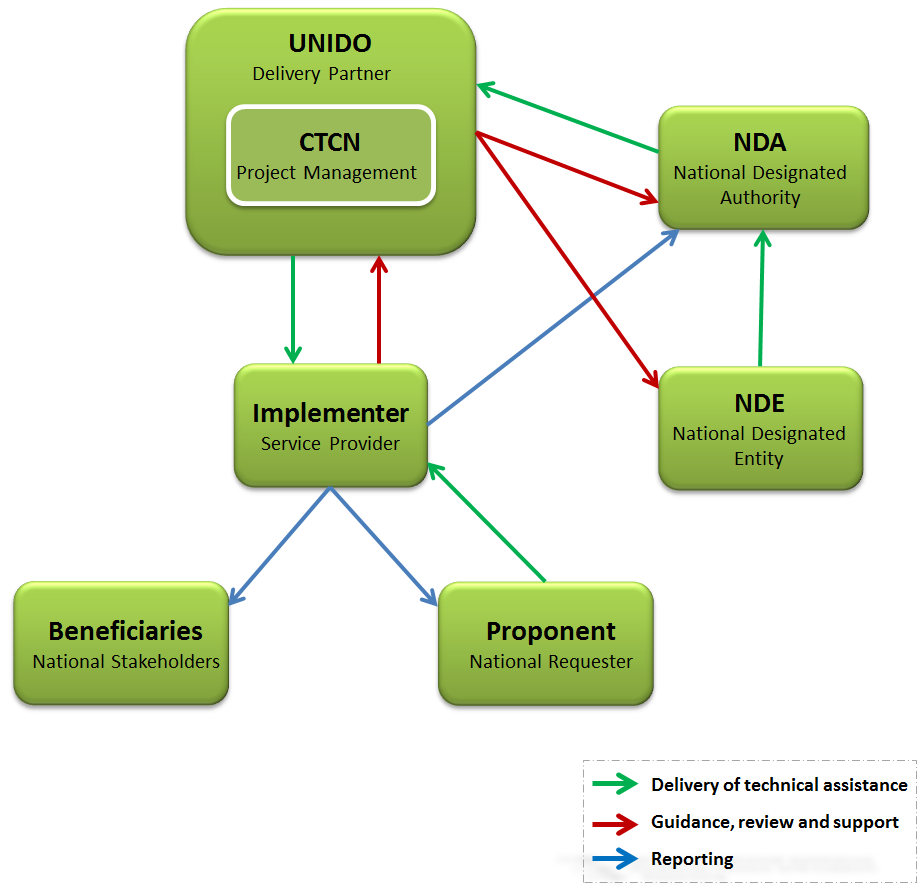 UNIDO
Delivery Partner
CTCN
Project Management
NDA
National Designated
Authority
Implementer
Service Provider
NDE
National Designated
Entity
Beneficiaries
National Stakeholders
Proponent
National Requester
Delivery of technical assistance
Guidance, review and support
Reporting